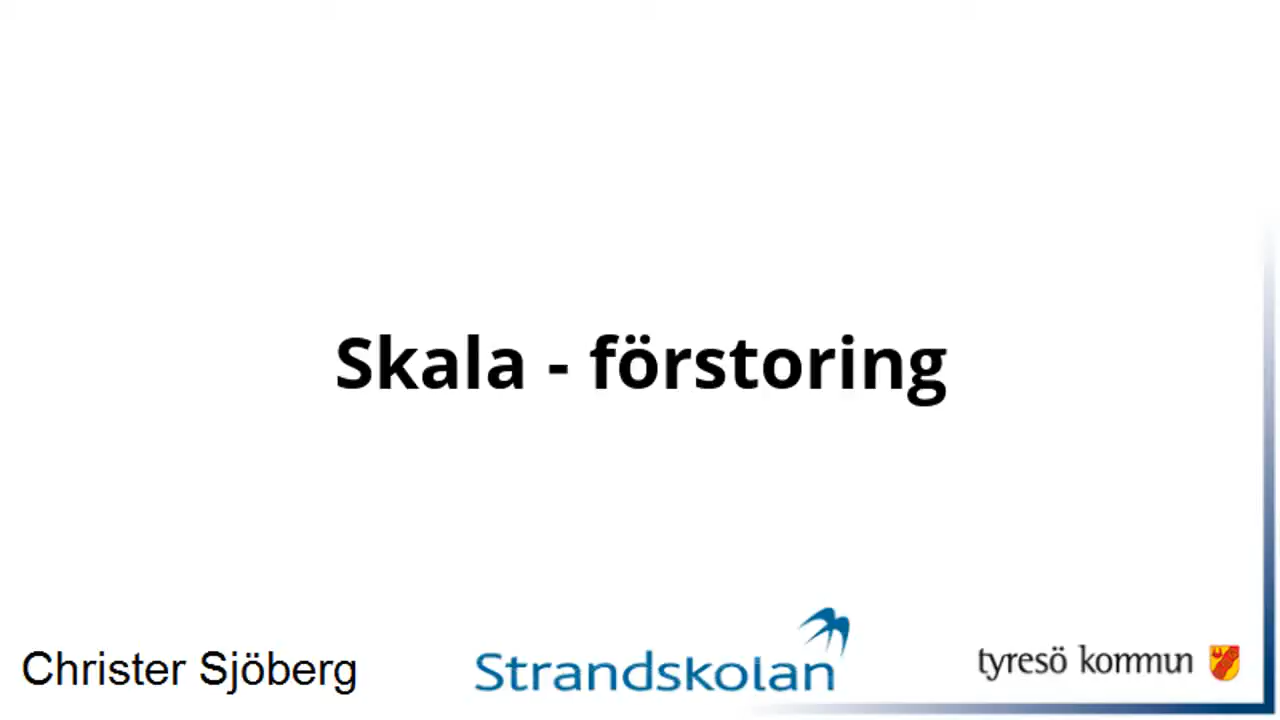 Skala - förstoring
Christer Sjöberg
Strandskolan
tyresö kommun